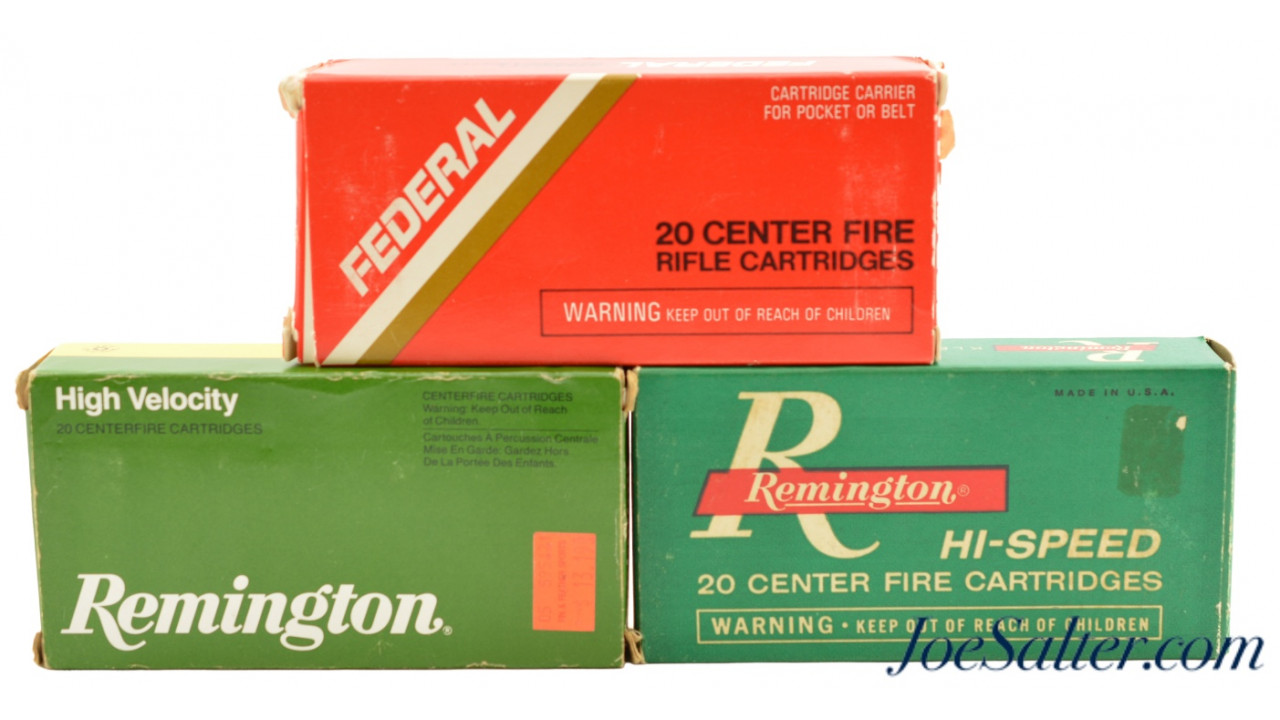 FEDERAL
CARTRIDGE CARRIER
FOR POCKET OR BELT
FEDERAL
20 CENTER FIRE
RIFLE CARTRIDGES
WARNING KEEP OUT OF REACH OF CHILDREN
High Velocity
20 CENTERFIRE CARTRIDGES
CENTERFIRE CARTRIDGES
Warning: Keep Out of Reach
of Children.
Cartouches À Percussion Centrale
Mise En Garde: Gardez Hors
De La Portée Des Enfants.
Remington®
R
Remington
MADE IN U.S.A.
R
Remington®
HI-SPEED
20 CENTER FIRE CARTRIDGES
WARNING • KEEP OUT OF REACH OF CHILDREN
JoeSalter.com